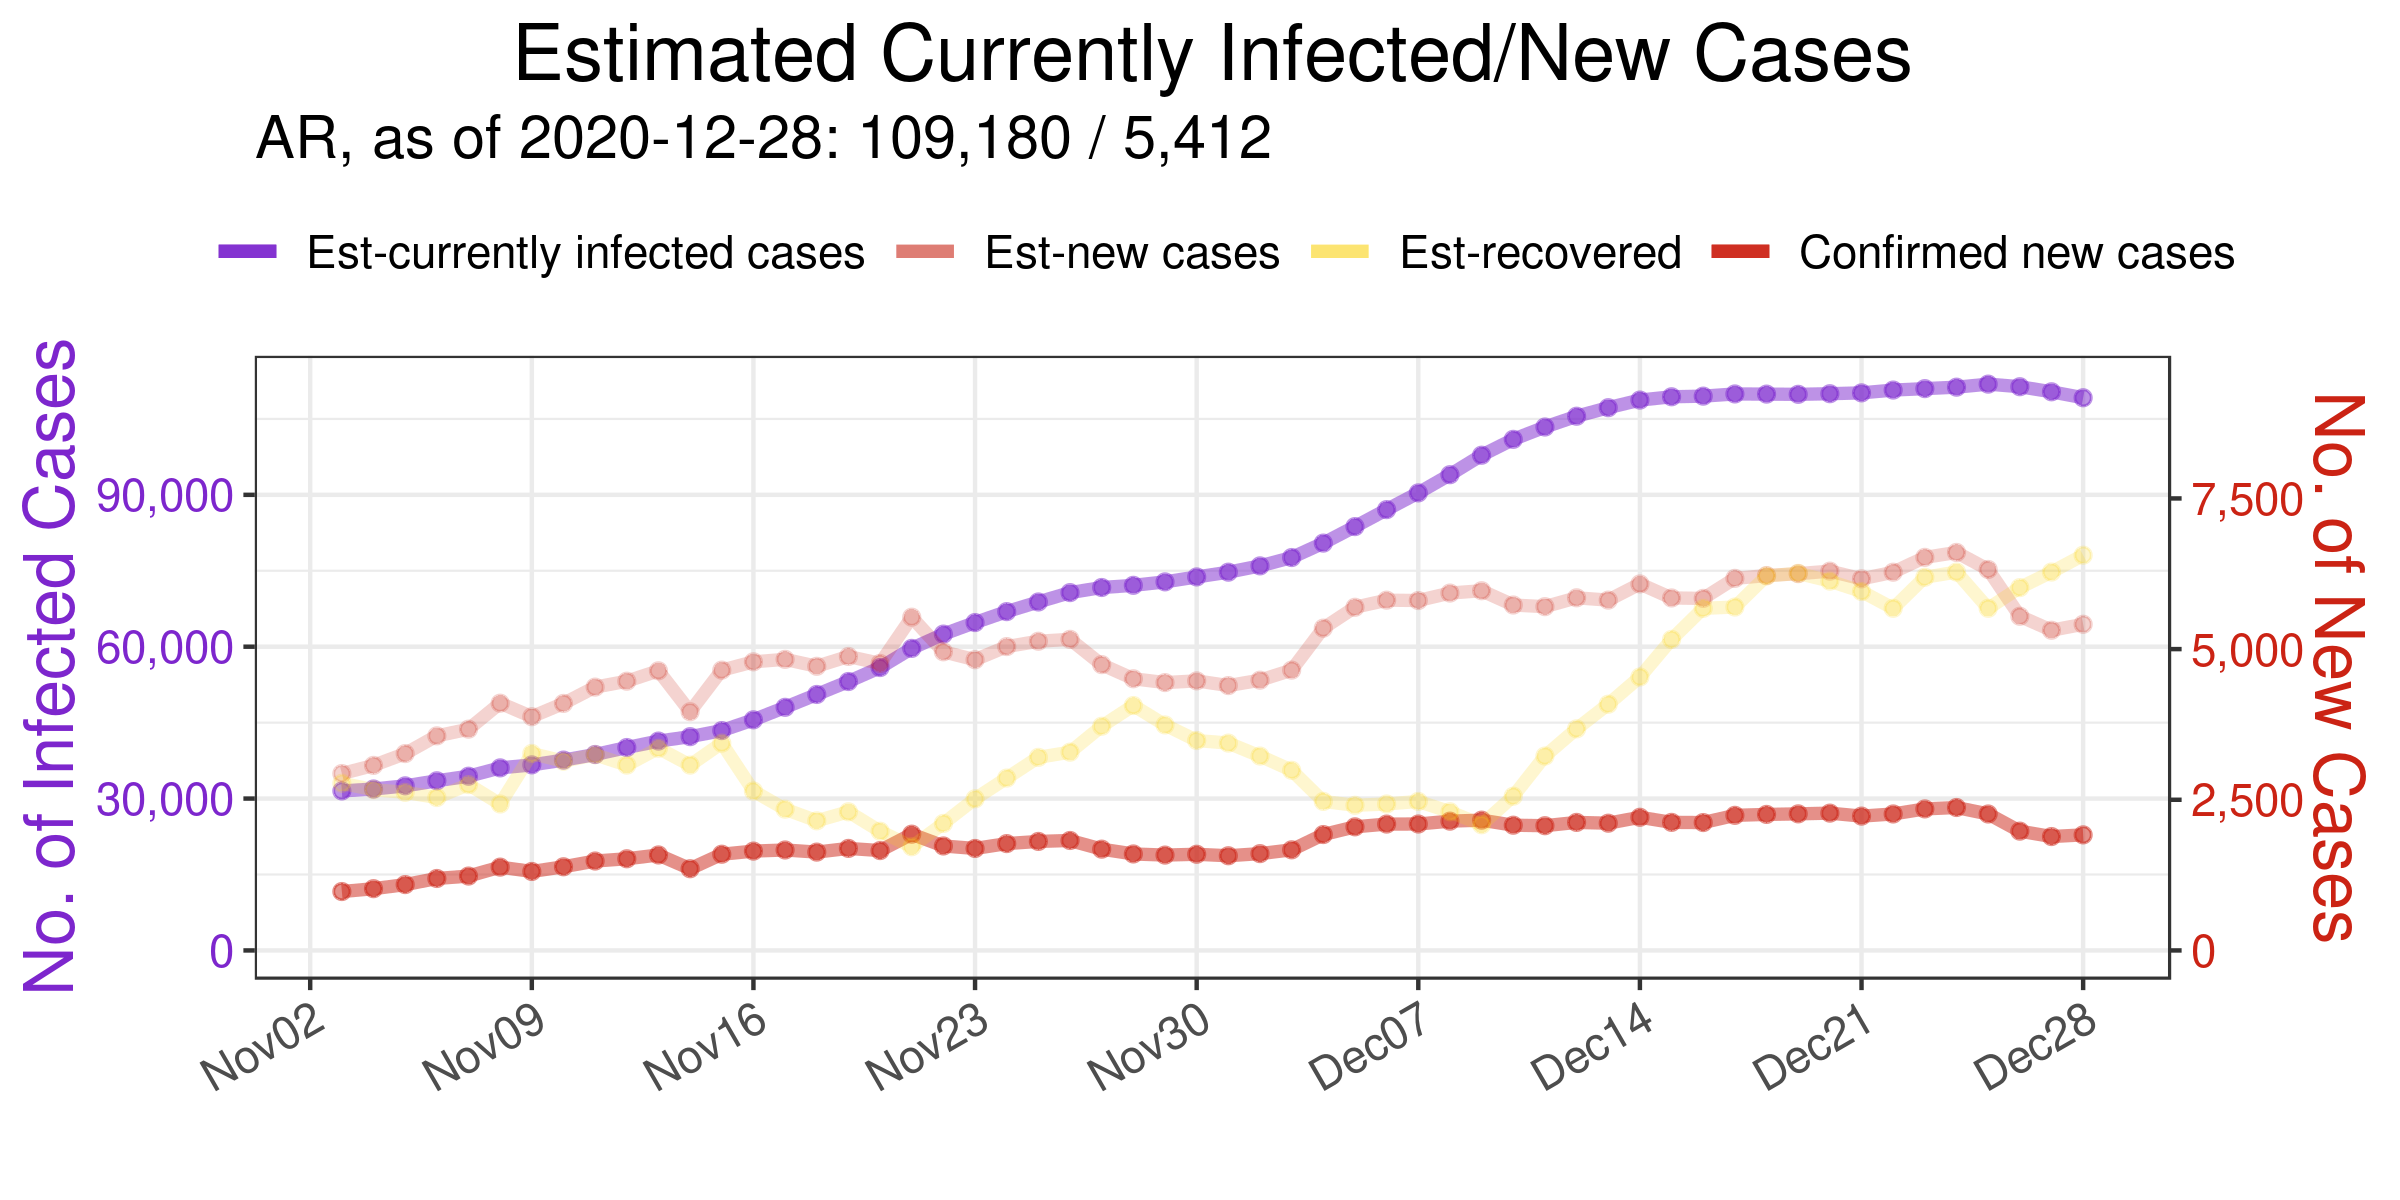 Estimated Currently Infected/New Cases
AR, as of 2020-12-28: 109,180 / 5,412
Est-currently infected cases Est-new cases Est-recovered Confirmed new cases
No. of Infected Cases
90,000
60,000
30,000
0
7,500
5,000
2,500
0
No. of New Cases
Nov02 Nov09 Nov16 Nov23 Nov30 Dec07 Dec14 Dec21 Dec28